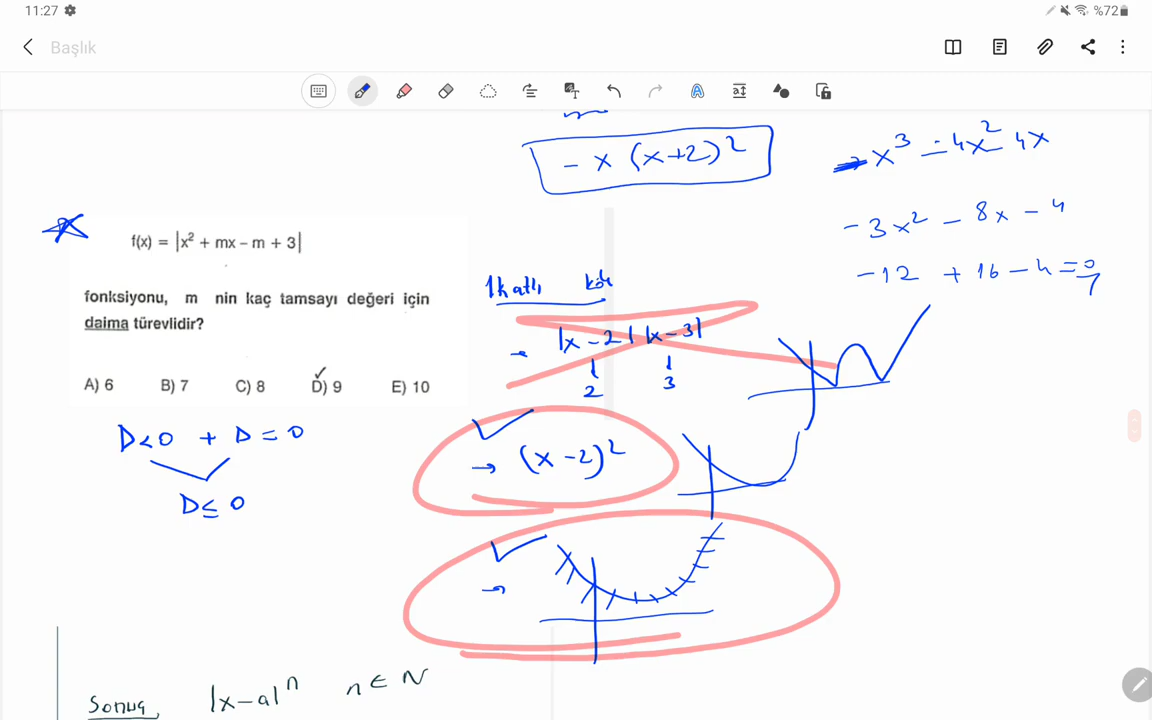 11:27
%72
Başlık
- x (x+2)²
x³ - 4x² - 4x
-3x² - 8x - 4
-12 + 16 - 4 = 0
f(x) = |x² + mx – m + 3|
fonksiyonu, m nin kaç tamsayı değeri için
daima türevlidir?
A) 6 B) 7 C) 8 D) 9 E) 10
D<0 + D=0
D≤0
1 katlı kök
→ |x-2| |x-3|
2 3
→ (x-2)²
→
Sonuç |x-a|ⁿ n∈N